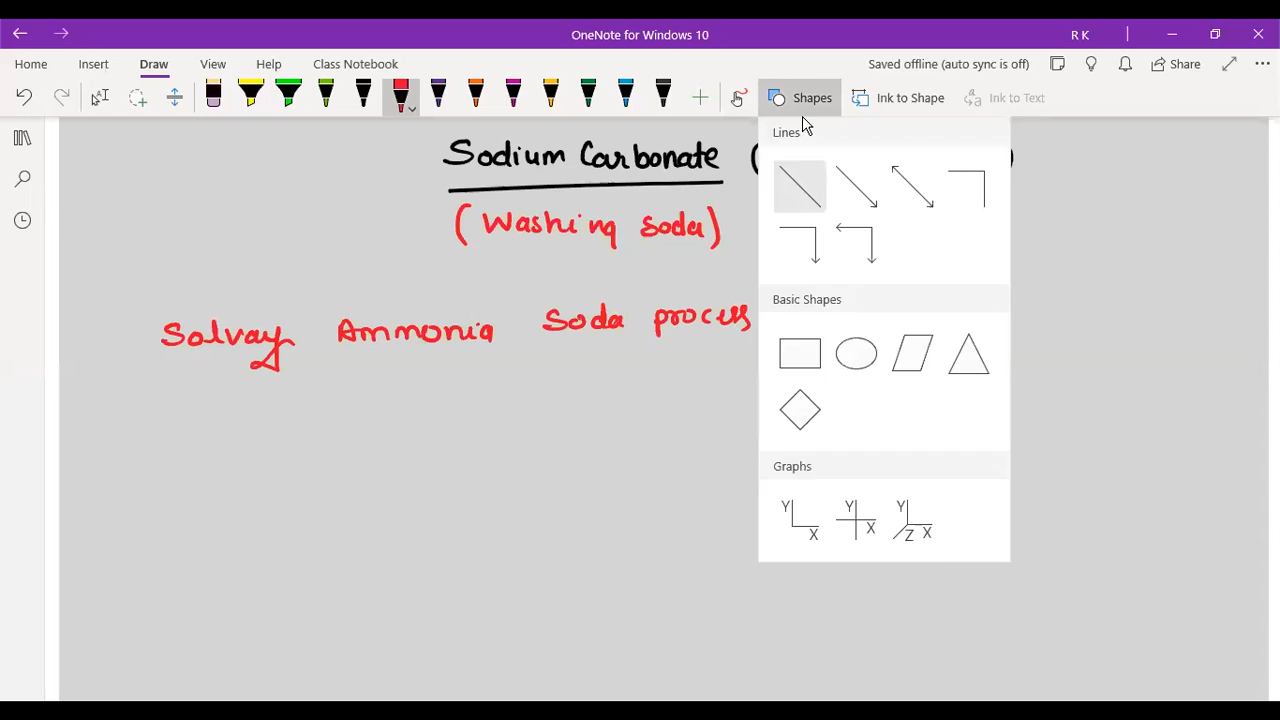 OneNote for Windows 10
R K
Home Insert Draw View Help Class Notebook
Saved offline (auto sync is off) Share
Shapes Ink to Shape Ink to Text
Lines
Sodium Carbonate ( )
(Washing Soda)
Solvay Ammonia Soda process
Basic Shapes
Graphs
Y X Y X Y Z X